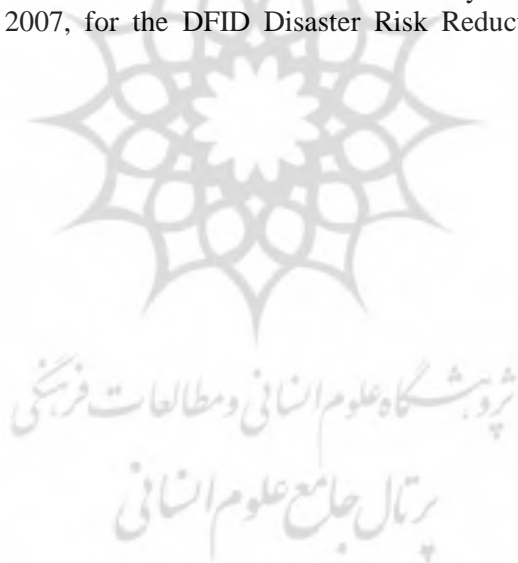 2007, for the DFID Disaster Risk Reduc
پژوهشگاه علوم انسانی و مطالعات فرهنگی
پرتال جامع علوم انسانی